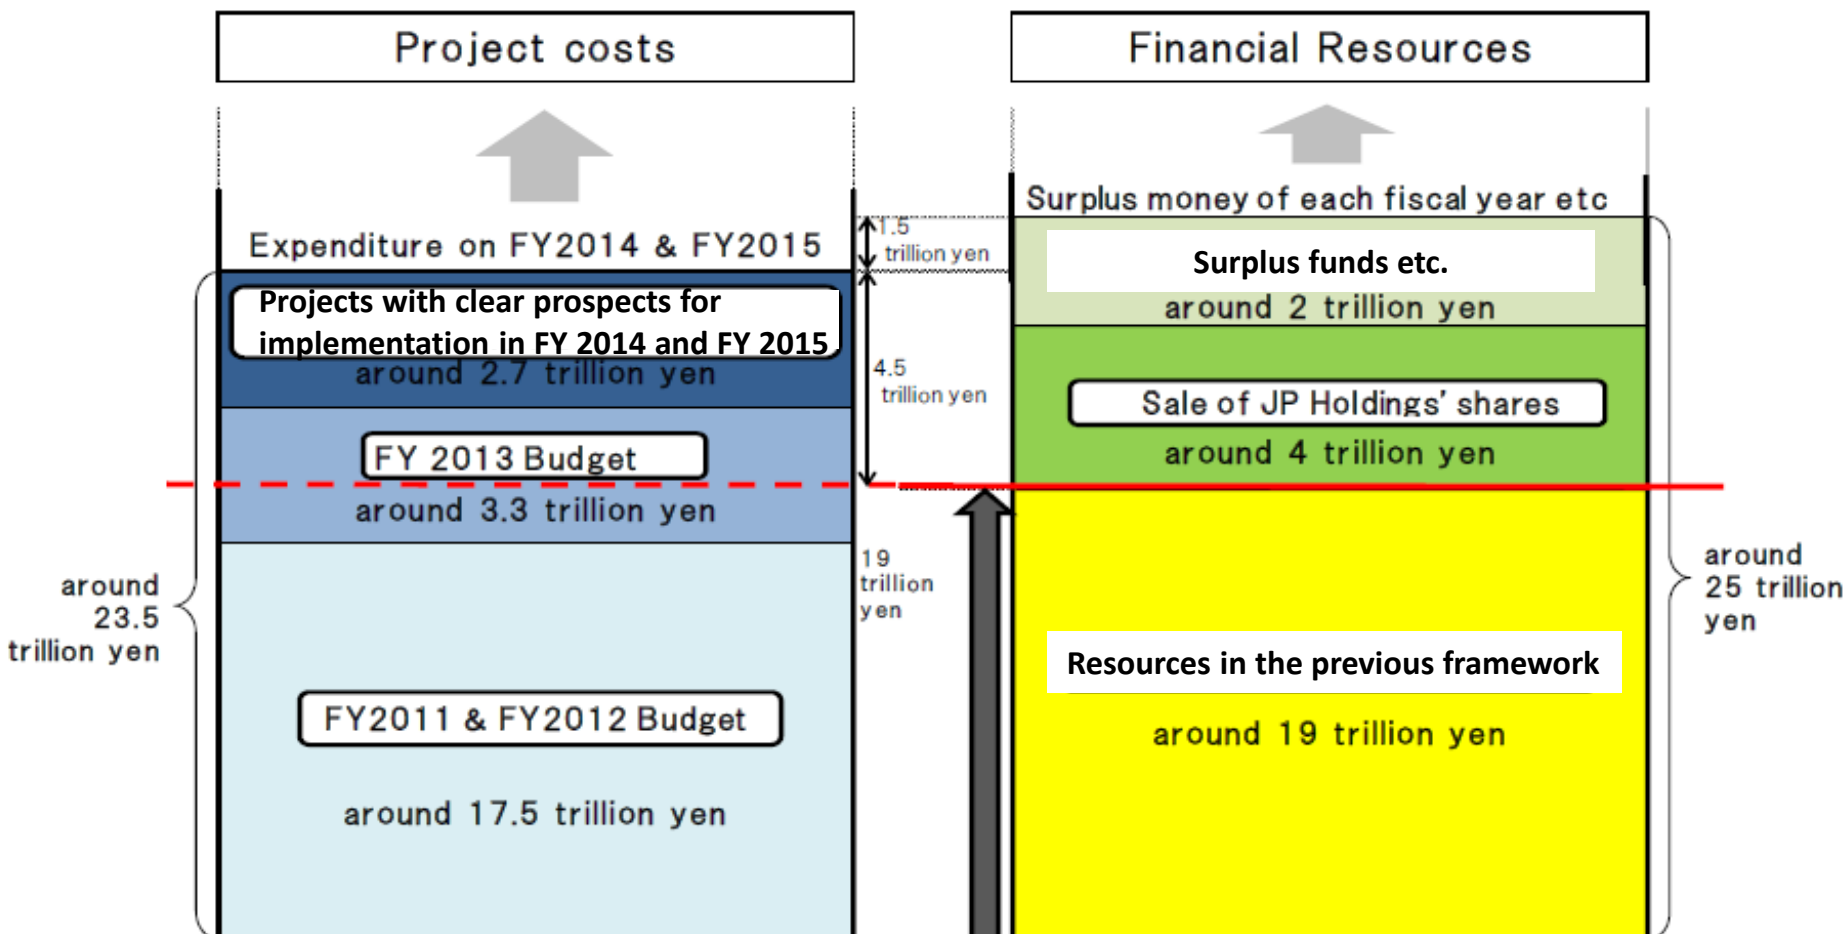 Project costs
Financial Resources
Surplus money of each fiscal year etc
Expenditure on FY2014 & FY2015
1.5
trillion yen
Surplus funds etc.
around 2 trillion yen
Projects with clear prospects for
implementation in FY 2014 and FY 2015
around 2.7 trillion yen
4.5
trillion yen
Sale of JP Holdings' shares
around 4 trillion yen
FY 2013 Budget
around 3.3 trillion yen
around
23.5
trillion yen
19
trillion
yen
around
25 trillion
yen
Resources in the previous framework
around 19 trillion yen
FY2011 & FY2012 Budget
around 17.5 trillion yen